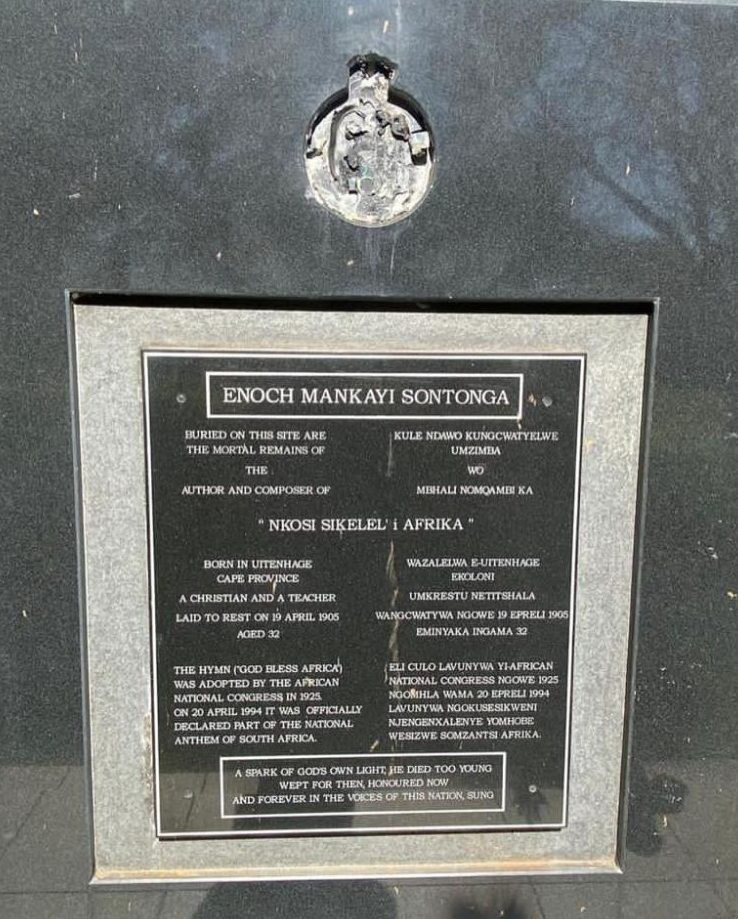 ENOCH MANKAYI SONTONGA
BURIED ON THIS SITE ARE
THE MORTAL REMAINS OF
THE
AUTHOR AND COMPOSER OF
KULE NDAWO KUNGCWATYELWE
UMZIMBA
WO
MBHALI NOMQAMBI KA
" NKOSI SIKELEL' i AFRIKA "
BORN IN UITENHAGE
CAPE PROVINCE
A CHRISTIAN AND A TEACHER
LAID TO REST ON 19 APRIL 1905
AGED 32
WAZALELWA E-UITENHAGE
EKOLONI
UMKRESTU NETITSHALA
WANGCWATYWA NGOWE 19 EPRELI 1905
EMINYAKA INGAMA 32
THE HYMN ('GOD BLESS AFRICA')
WAS ADOPTED BY THE AFRICAN
NATIONAL CONGRESS IN 1925.
ON 20 APRIL 1994 IT WAS OFFICIALLY
DECLARED PART OF THE NATIONAL
ANTHEM OF SOUTH AFRICA.
ELI CULO LAVUNYWA YI-AFRICAN
NATIONAL CONGRESS NGOWE 1925
NGOMHLA WAMA 20 EPRELI 1994
LAVUNYWA NGOKUSESIKWENI
NJENGENXALENYE YOMHOBE
WESIZWE SOMZANTSI AFRIKA.
A SPARK OF GOD'S OWN LIGHT, HE DIED TOO YOUNG
WEPT FOR THEN, HONOURED NOW
AND FOREVER IN THE VOICES OF THIS NATION, SUNG